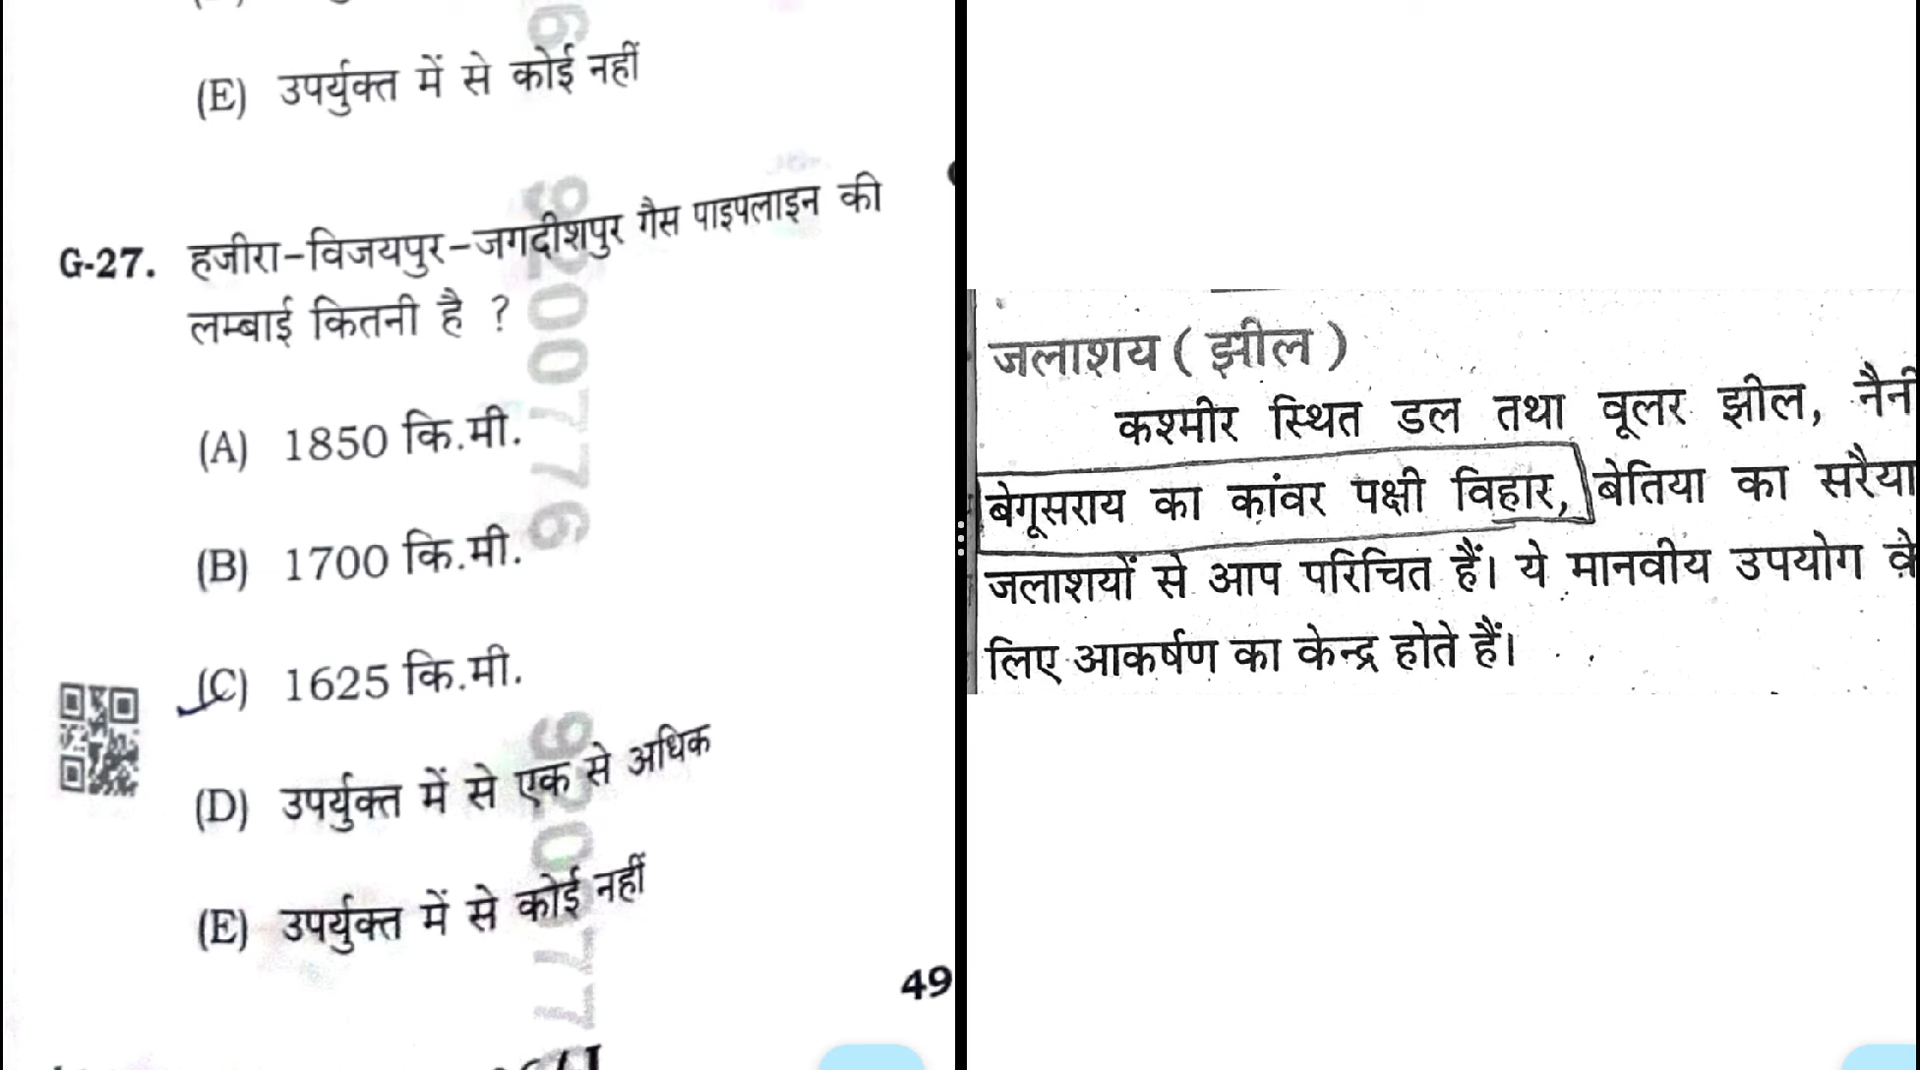 (E) उपर्युक्त में से कोई नहीं
G-27. हजीरा-विजयपुर-जगदीशपुर गैस पाइपलाइन की
लम्बाई कितनी है ?
(A) 1850 कि.मी.
(B) 1700 कि.मी.
(C) 1625 कि.मी.
(D) उपर्युक्त में से एक से अधिक
(E) उपर्युक्त में से कोई नहीं
49
9200776
जलाशय ( झील )
कश्मीर स्थित डल तथा वूलर झील, नैनी
बेगूसराय का कांवर पक्षी विहार, बेतिया का सरैया
जलाशयों से आप परिचित हैं। ये मानवीय उपयोग के
लिए आकर्षण का केन्द्र होते हैं।